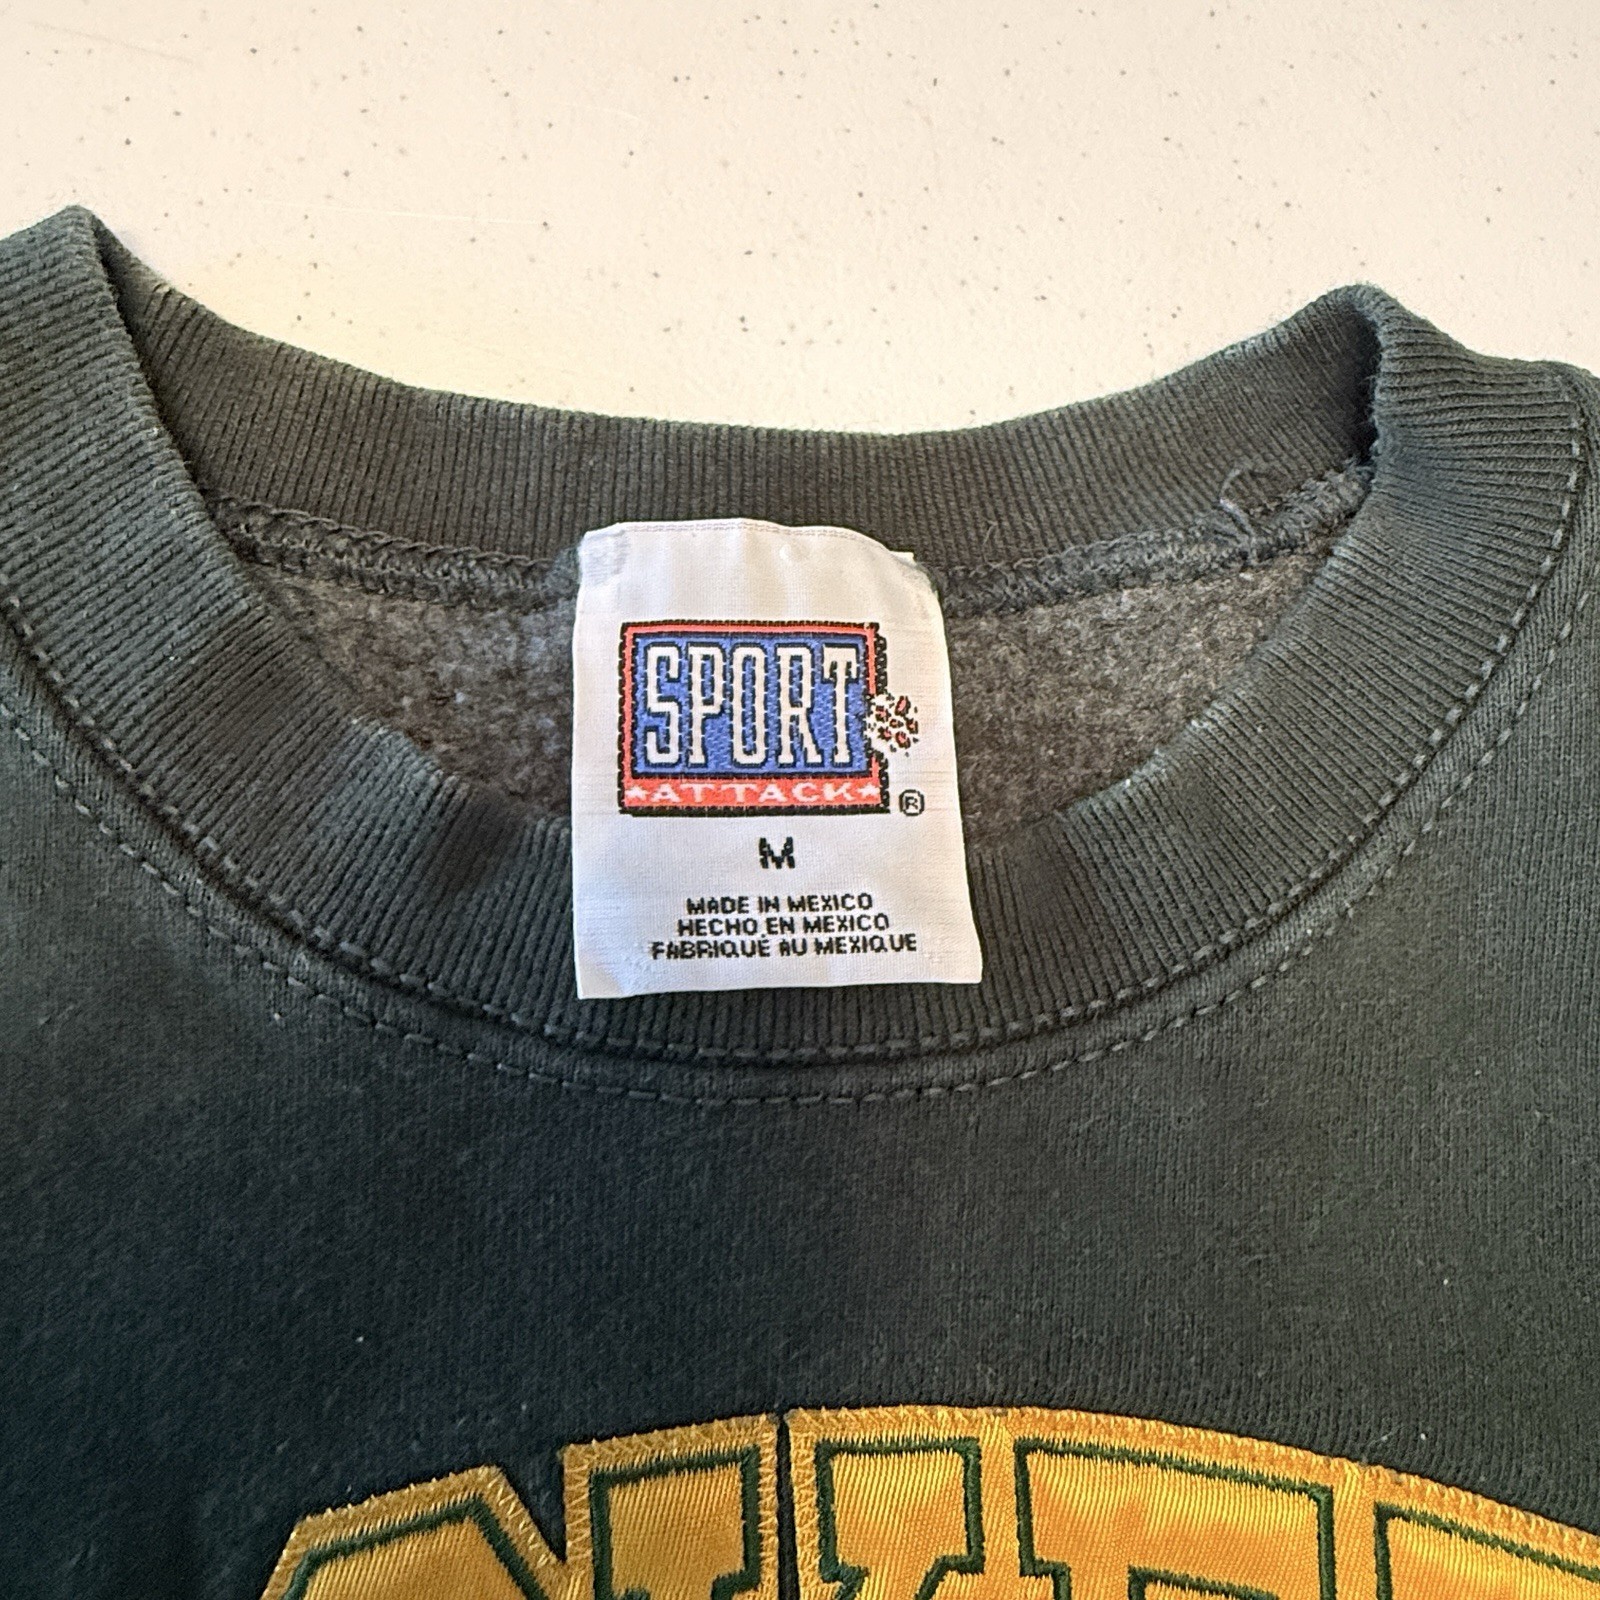 SPORT
ATTACK
®
M
MADE IN MEXICO
HECHO EN MEXICO
FABRIQUÉ AU MEXIQUE